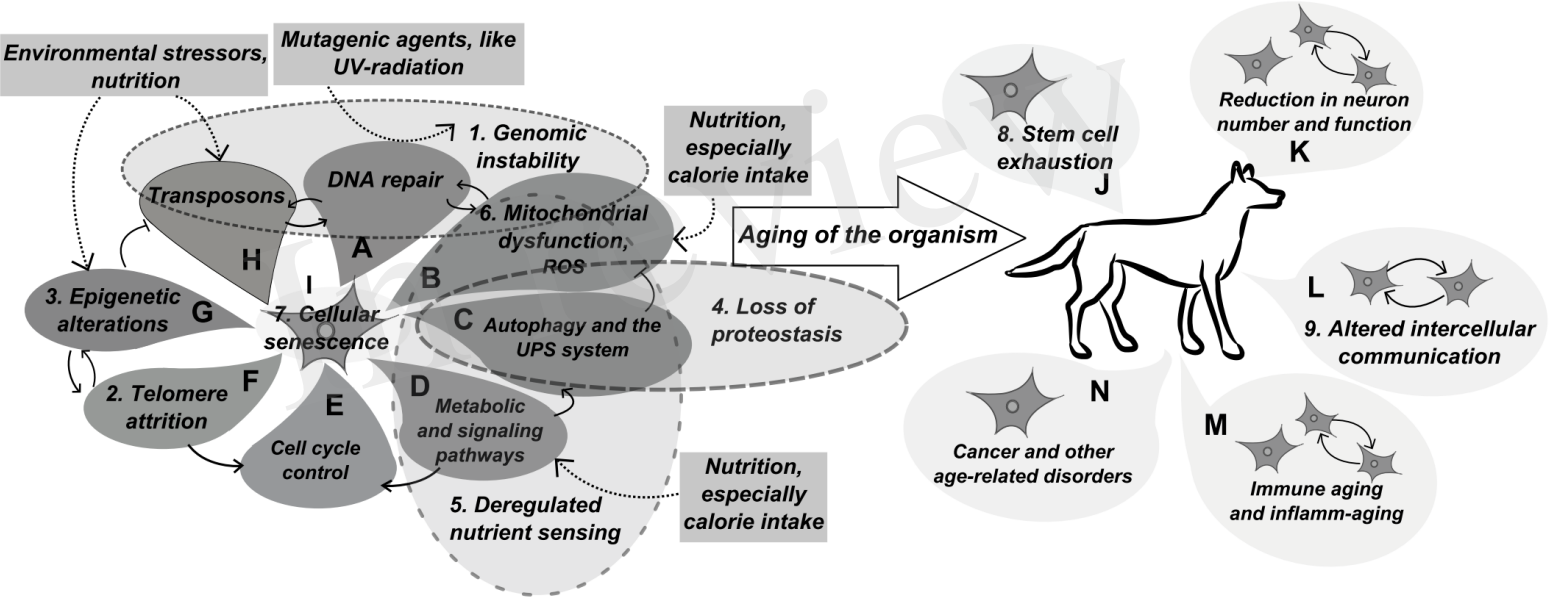 Environmental stressors,
nutrition
Mutagenic agents, like
UV-radiation
1. Genomic
instability
Nutrition,
especially
calorie intake
Transposons
H
DNA repair
A
6. Mitochondrial
dysfunction,
ROS
B
3. Epigenetic
alterations
G
I
7. Cellular
senescence
C
Autophagy and the
UPS system
4. Loss of
proteostasis
2. Telomere
attrition
F
E
Cell cycle
control
D
Metabolic
and signaling
pathways
5. Deregulated
nutrient sensing
Nutrition,
especially
calorie intake
Aging of the organism
8. Stem cell
exhaustion
J
Reduction in neuron
number and function
K
L
9. Altered intercellular
communication
N
Cancer and other
age-related disorders
M
Immune aging
and inflamm-aging
In review